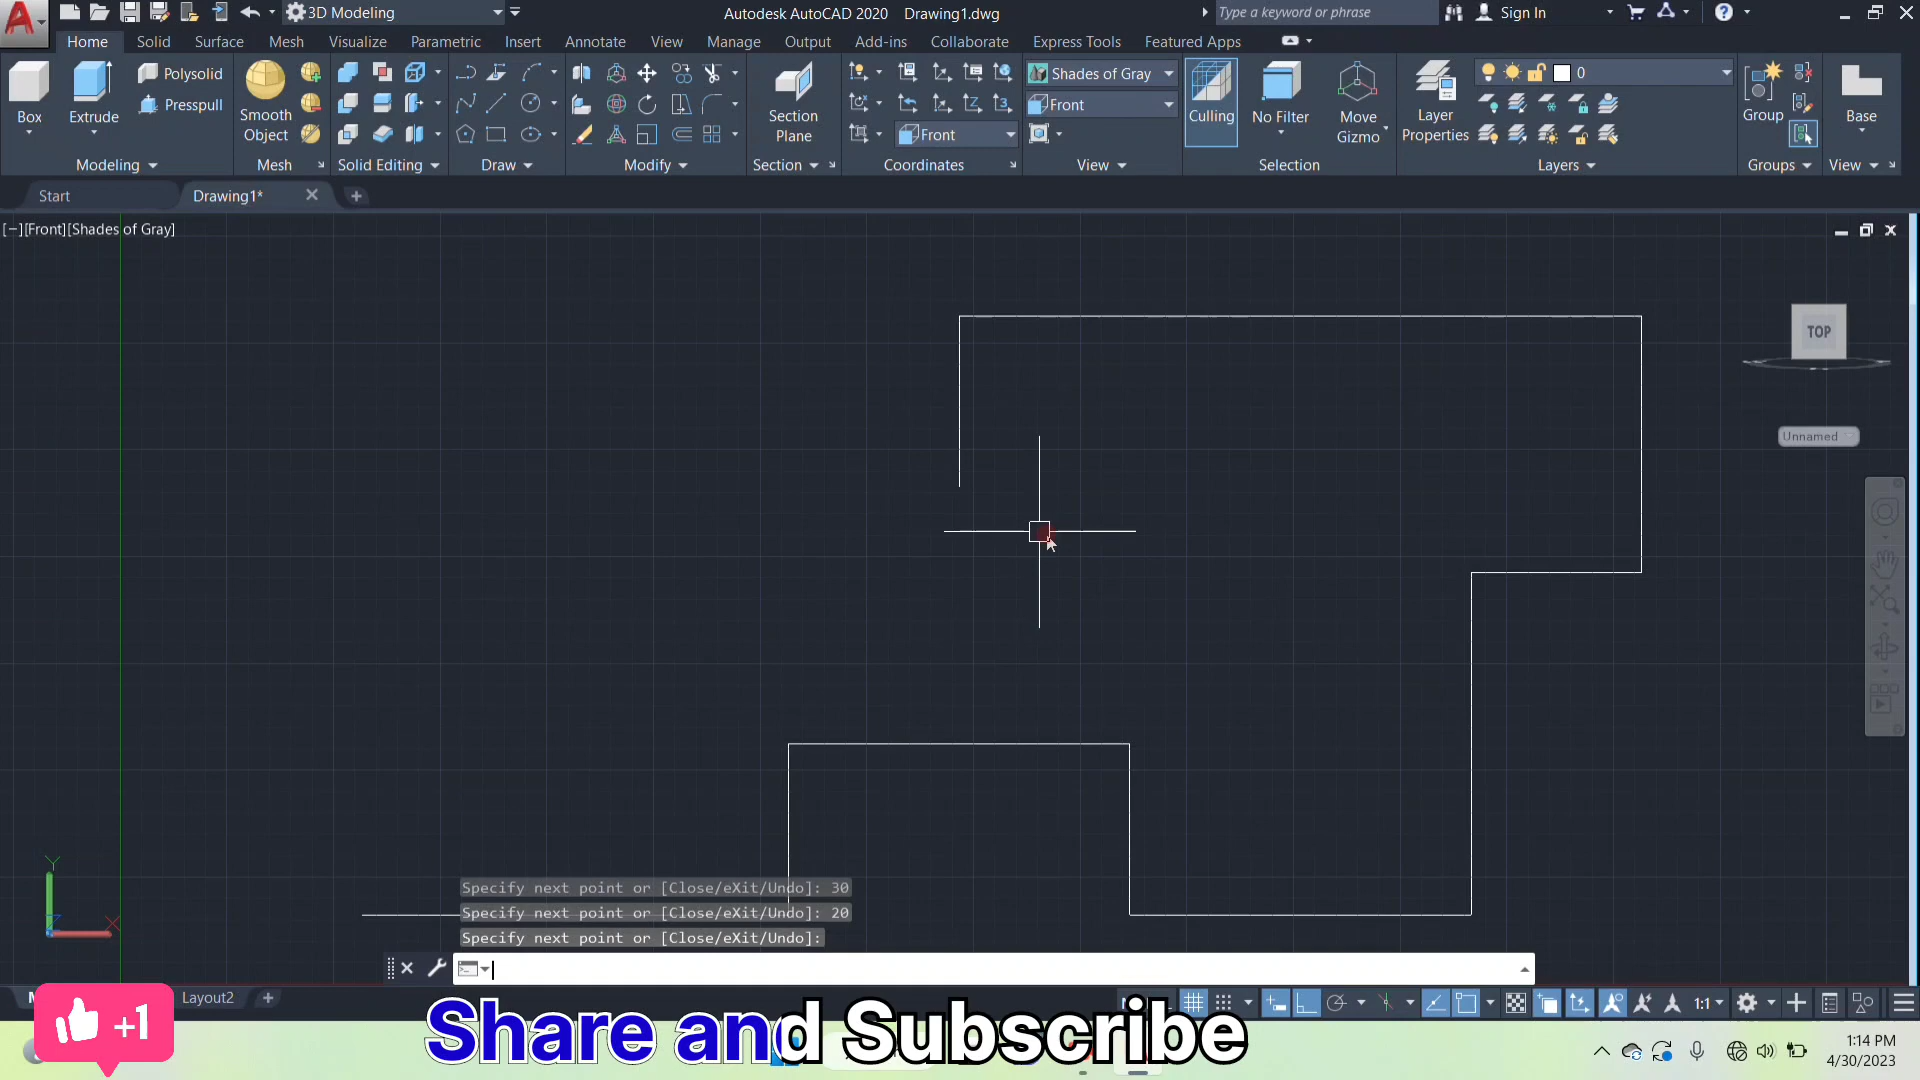 3D Modeling
Autodesk AutoCAD 2020 Drawing1.dwg
Type a keyword or phrase
Sign In
Home Solid Surface Mesh Visualize Parametric Insert Annotate View Manage Output Add-ins Collaborate Express Tools Featured Apps
Box
Extrude
Polysolid
Presspull
Modeling
Smooth
Object
Mesh
Solid Editing
Draw
Modify
Section
Plane
Section
Front
Coordinates
Shades of Gray
Front
View
Culling
No Filter
Move
Gizmo
Selection
Layer
Properties
0
Layers
Group
Groups
Base
View
Start
Drawing1*
[−][Front][Shades of Gray]
TOP
Unnamed
Y
X
Specify next point or [Close/eXit/Undo]: 30
Specify next point or [Close/eXit/Undo]: 20
Specify next point or [Close/eXit/Undo]:
Layout2
1:1
+1
Share and Subscribe
1:14 PM
4/30/2023